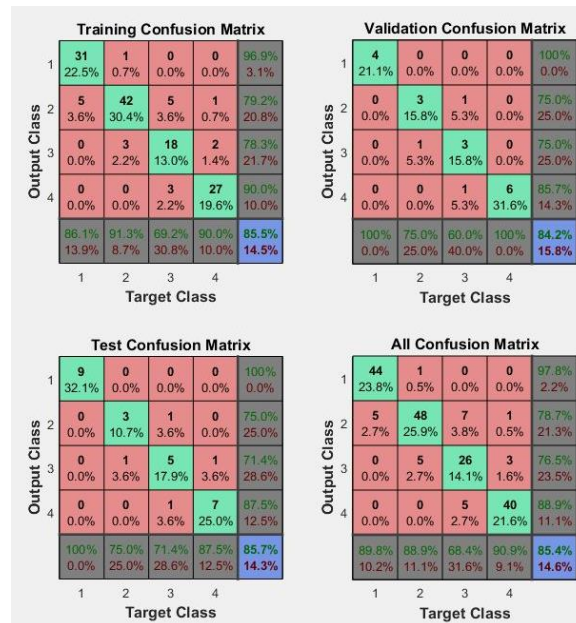 Training Confusion Matrix
1 31 1 0 0 96.9%
22.5% 0.7% 0.0% 0.0% 3.1%
2 5 42 5 1 79.2%
3.6% 30.4% 3.6% 0.7% 20.8%
3 0 3 18 2 78.3%
0.0% 2.2% 13.0% 1.4% 21.7%
4 0 0 3 27 90.0%
0.0% 0.0% 2.2% 19.6% 10.0%
86.1% 91.3% 69.2% 90.0% 85.5%
13.9% 8.7% 30.8% 10.0% 14.5%
1 2 3 4
Target Class
Output Class
Validation Confusion Matrix
1 4 0 0 0 100%
21.1% 0.0% 0.0% 0.0% 0.0%
2 0 3 1 0 75.0%
0.0% 15.8% 5.3% 0.0% 25.0%
3 0 1 3 0 75.0%
0.0% 5.3% 15.8% 0.0% 25.0%
4 0 0 1 6 85.7%
0.0% 0.0% 5.3% 31.6% 14.3%
100% 75.0% 60.0% 100% 84.2%
0.0% 25.0% 40.0% 0.0% 15.8%
1 2 3 4
Target Class
Output Class
Test Confusion Matrix
1 9 0 0 0 100%
32.1% 0.0% 0.0% 0.0% 0.0%
2 0 3 1 0 75.0%
0.0% 10.7% 3.6% 0.0% 25.0%
3 0 1 5 1 71.4%
0.0% 3.6% 17.9% 3.6% 28.6%
4 0 0 1 7 87.5%
0.0% 0.0% 3.6% 25.0% 12.5%
100% 75.0% 71.4% 87.5% 85.7%
0.0% 25.0% 28.6% 12.5% 14.3%
1 2 3 4
Target Class
Output Class
All Confusion Matrix
1 44 1 0 0 97.8%
23.8% 0.5% 0.0% 0.0% 2.2%
2 5 48 7 1 78.7%
2.7% 25.9% 3.8% 0.5% 21.3%
3 0 5 26 3 76.5%
0.0% 2.7% 14.1% 1.6% 23.5%
4 0 0 5 40 88.9%
0.0% 0.0% 2.7% 21.6% 11.1%
89.8% 88.9% 68.4% 90.9% 85.4%
10.2% 11.1% 31.6% 9.1% 14.6%
1 2 3 4
Target Class
Output Class